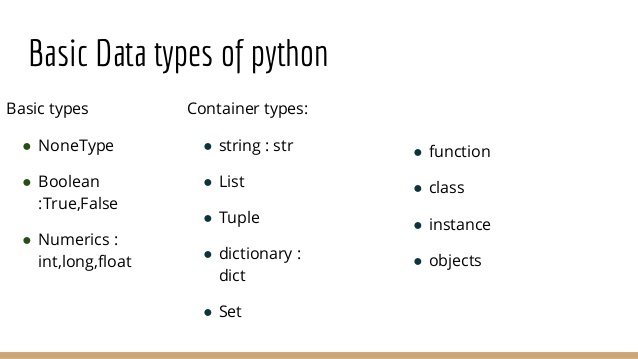 Basic Data types of python
Basic types
● NoneType
● Boolean
:True,False
● Numerics :
int,long,float
Container types:
● string : str
● List
● Tuple
● dictionary :
dict
● Set
● function
● class
● instance
● objects